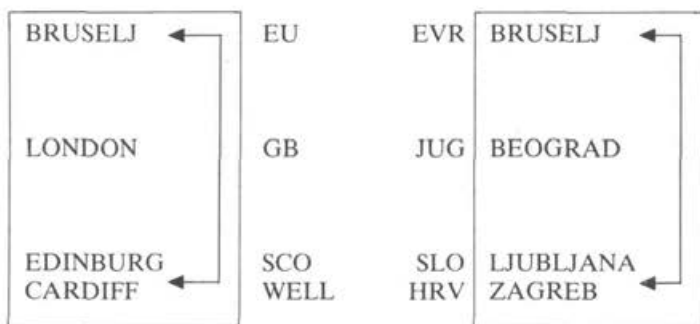 BRUSELJ EU EVR BRUSELJ
LONDON GB JUG BEOGRAD
EDINBURG SCO SLO LJUBLJANA
CARDIFF WELL HRV ZAGREB